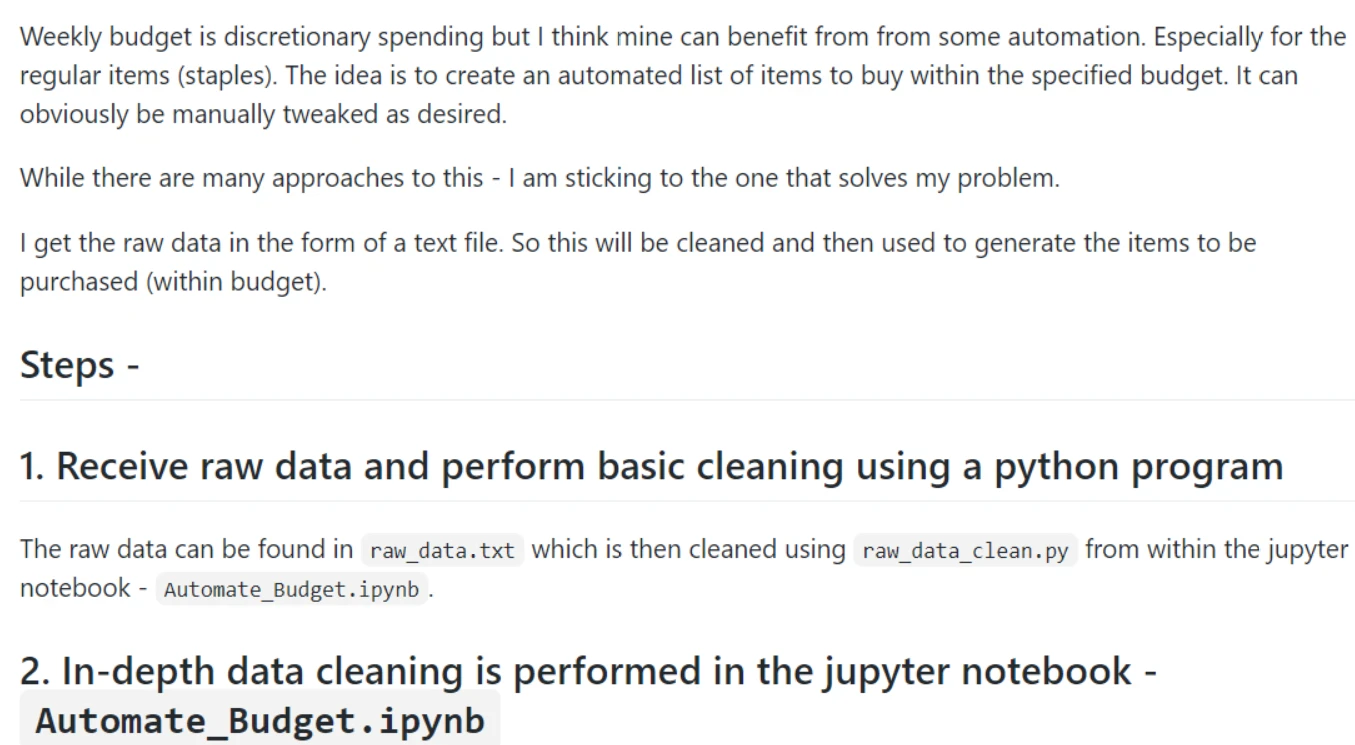 Weekly budget is discretionary spending but I think mine can benefit from from some automation. Especially for the
regular items (staples). The idea is to create an automated list of items to buy within the specified budget. It can
obviously be manually tweaked as desired.
While there are many approaches to this - I am sticking to the one that solves my problem.
I get the raw data in the form of a text file. So this will be cleaned and then used to generate the items to be
purchased (within budget).
Steps -
1. Receive raw data and perform basic cleaning using a python program
The raw data can be found in raw_data.txt which is then cleaned using raw_data_clean.py from within the jupyter
notebook - Automate_Budget.ipynb.
2. In-depth data cleaning is performed in the jupyter notebook -
Automate_Budget.ipynb